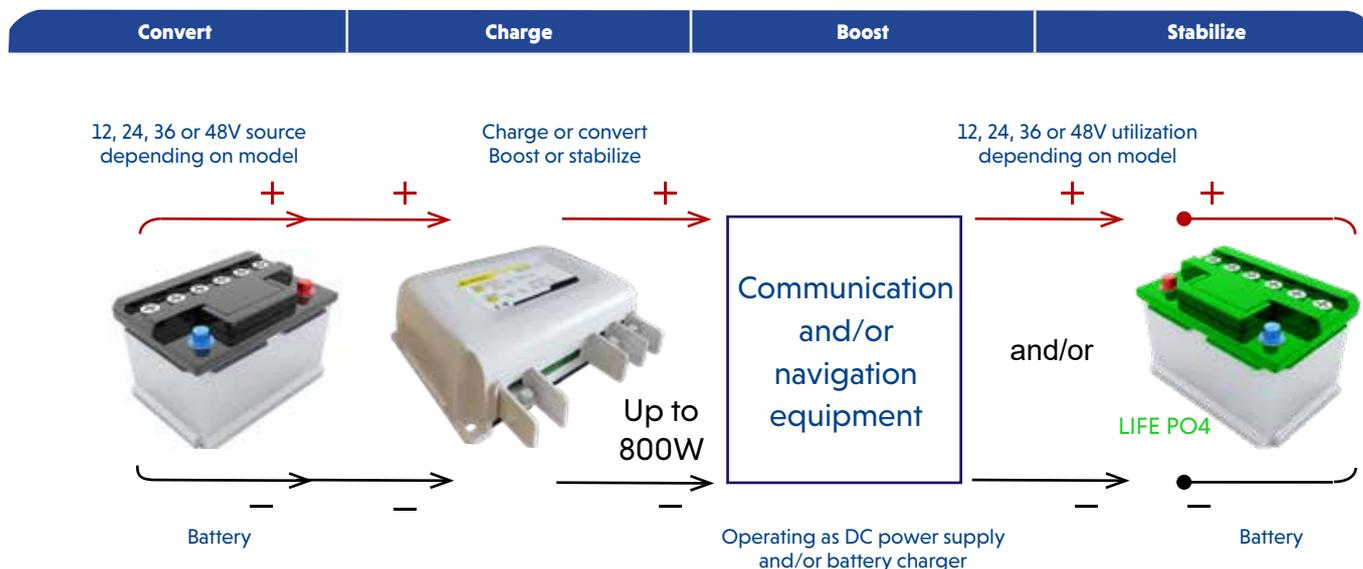 Convert
Charge
Boost
Stabilize
12, 24, 36 or 48V source
depending on model
Charge or convert
Boost or stabilize
12, 24, 36 or 48V utilization
depending on model
+
+
+
+
+
Communication
and/or
navigation
equipment
and/or
Up to
800W
LIFE PO4
–
–
–
–
–
Battery
Operating as DC power supply
and/or battery charger
Battery